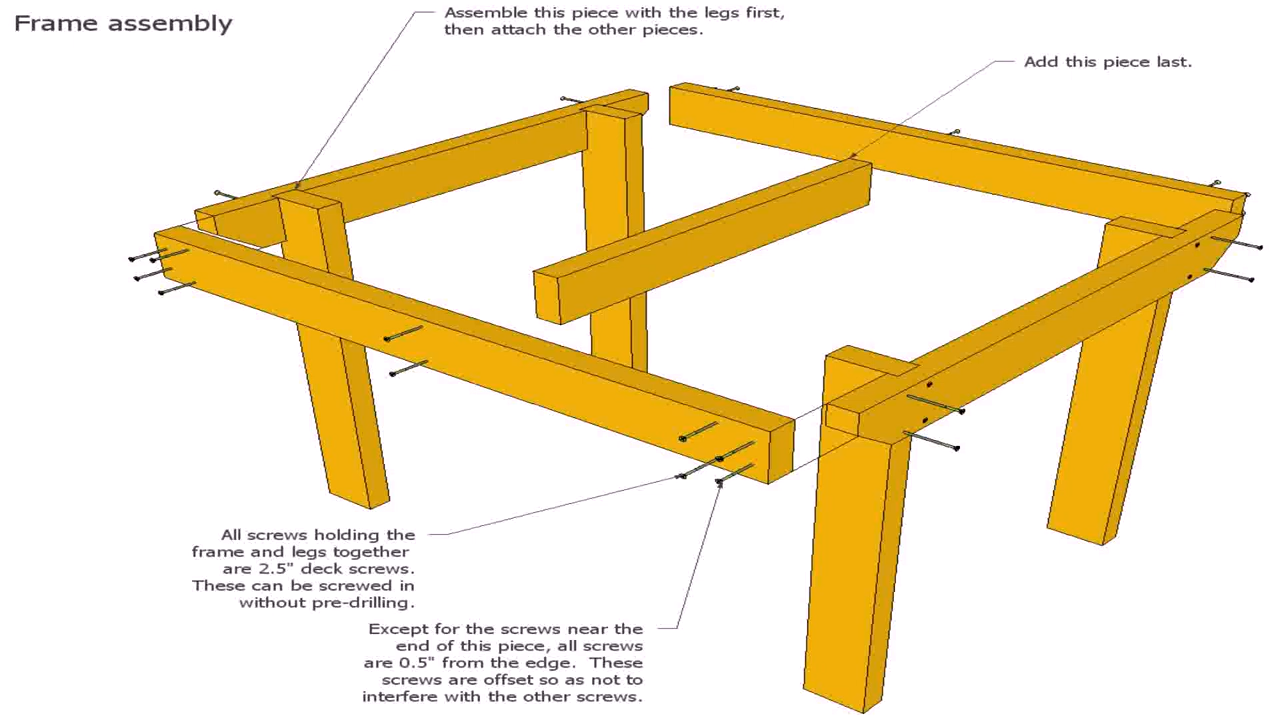 Frame assembly
Assemble this piece with the legs first,
then attach the other pieces.
Add this piece last.
All screws holding the
frame and legs together
are 2.5" deck screws.
These can be screwed in
without pre-drilling.
Except for the screws near the
end of this piece, all screws
are 0.5" from the edge.  These
screws are offset so as not to
interfere with the other screws.